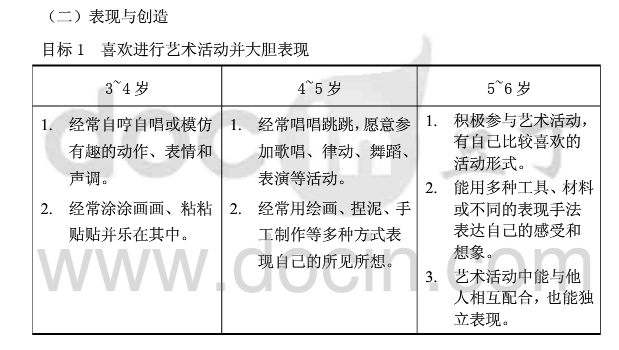 （二）表现与创造
目标 1　喜欢进行艺术活动并大胆表现
3~4 岁
4~5 岁
5~6 岁
1. 经常自哼自唱或模仿
有趣的动作、表情和
声调。
2. 经常涂涂画画、粘粘
贴贴并乐在其中。
1. 经常唱唱跳跳，愿意参
加歌唱、律动、舞蹈、
表演等活动。
2. 经常用绘画、捏泥、手
工制作等多种方式表
现自己的所见所想。
1. 积极参与艺术活动，
有自己比较喜欢的
活动形式。
2. 能用多种工具、材料
或不同的表现手法
表达自己的感受和
想象。
3. 艺术活动中能与他
人相互配合，也能独
立表现。
docin
豆丁
www.docin.com